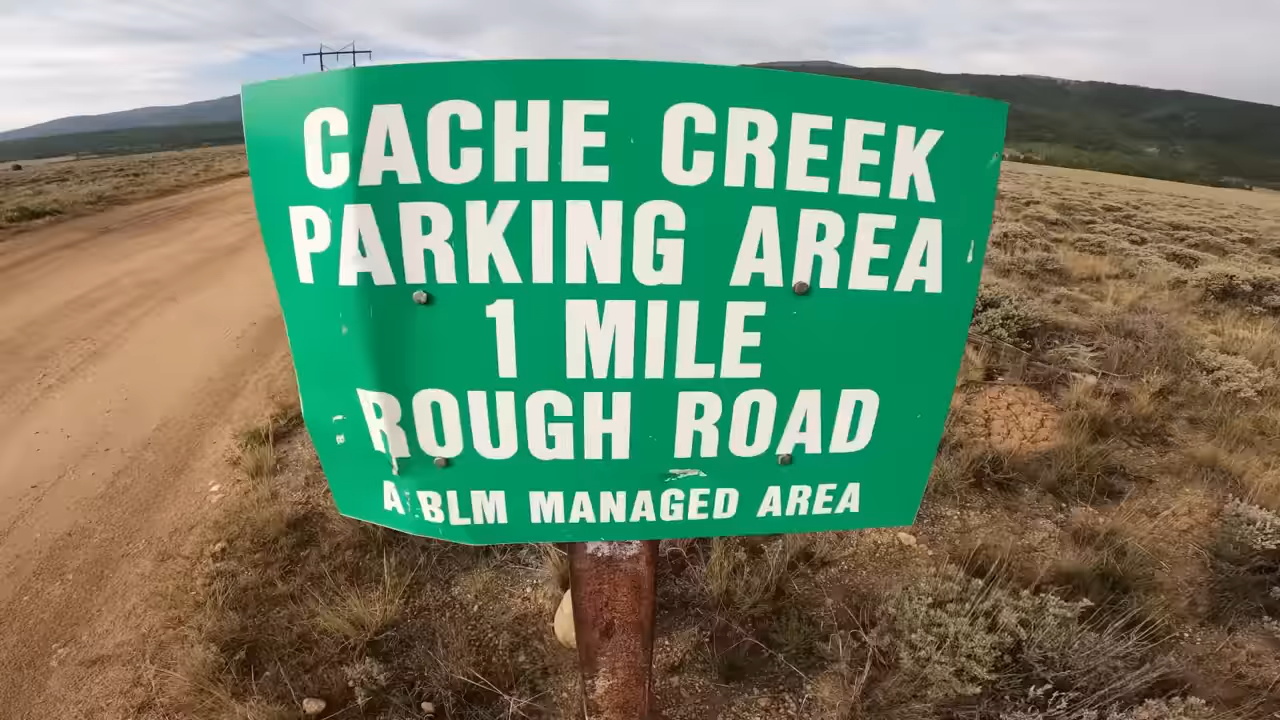 CACHE CREEK
PARKING AREA
1 MILE
ROUGH ROAD
A BLM MANAGED AREA